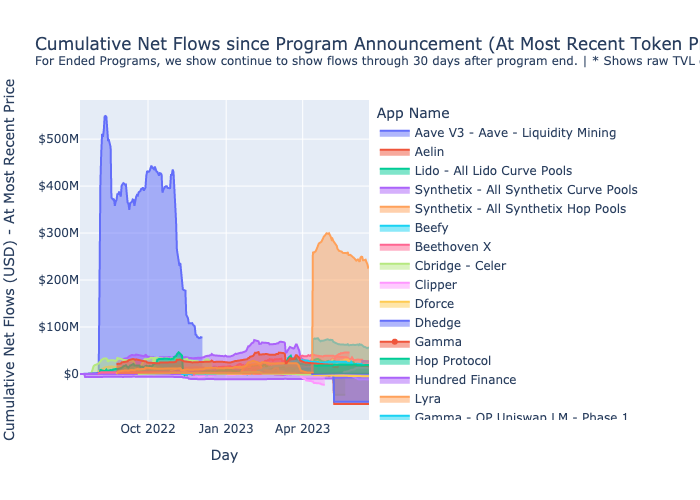 Cumulative Net Flows since Program Announcement (At Most Recent Token P
For Ended Programs, we show continue to show flows through 30 days after program end. | * Shows raw TVL
Cumulative Net Flows (USD) - At Most Recent Price
$500M
$400M
$300M
$200M
$100M
$0
Oct 2022
Jan 2023
Apr 2023
Day
App Name
Aave V3 - Aave - Liquidity Mining
Aelin
Lido - All Lido Curve Pools
Synthetix - All Synthetix Curve Pools
Synthetix - All Synthetix Hop Pools
Beefy
Beethoven X
Cbridge - Celer
Clipper
Dforce
Dhedge
Gamma
Hop Protocol
Hundred Finance
Lyra
Gamma - OP Uniswap LM - Phase 1